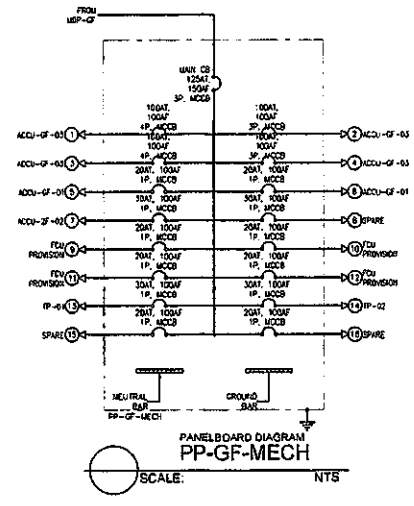 FROM
MDP-GF
MAIN CB
125AT,
150AF
3P, MCCB
100AT,
100AF
4P, MCCB
100AT,
100AF
3P, MCCB
ACCU-GF-03 1
2 ACCU-GF-03
100AT,
100AF
4P, MCCB
100AT,
100AF
3P, MCCB
ACCU-GF-03 3
4 ACCU-GF-03
20AT, 100AF
1P, MCCB
20AT, 100AF
1P, MCCB
ACCU-GF-01 5
6 ACCU-GF-01
30AT, 100AF
1P, MCCB
30AT, 100AF
1P, MCCB
ACCU-2F-02 7
8 SPARE
20AT, 100AF
1P, MCCB
20AT, 100AF
1P, MCCB
FCU
PROVISION 9
10 FCU
PROVISION
20AT, 100AF
1P, MCCB
20AT, 100AF
1P, MCCB
FCU
PROVISION 11
12 FCU
PROVISION
30AT, 100AF
1P, MCCB
30AT, 100AF
1P, MCCB
13
14 TP-02
20AT, 100AF
1P, MCCB
20AT, 100AF
1P, MCCB
SPARE 15
16 SPARE
NEUTRAL
BAR
GROUND
BAR
PP-GF-MECH
PANELBOARD DIAGRAM
PP-GF-MECH
SCALE: NTS